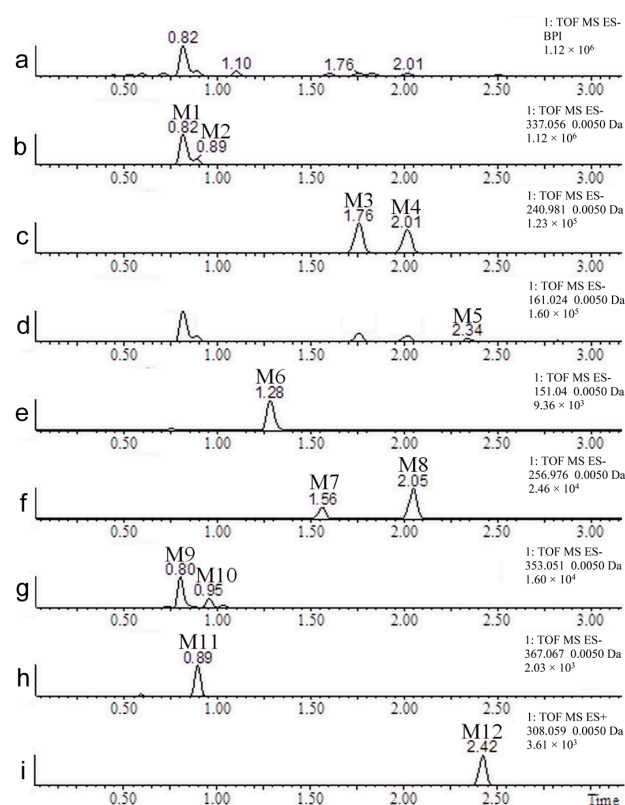 1: TOF MS ES-
BPI
1.12 × 10⁶
a
0.82
1.10
1.76
2.01
0.50 1.00 1.50 2.00 2.50 3.00
1: TOF MS ES-
337.056 0.0050 Da
1.12 × 10⁶
b
M1
0.82
M2
0.89
0.50 1.00 1.50 2.00 2.50 3.00
1: TOF MS ES-
240.981 0.0050 Da
1.23 × 10⁵
c
M3
1.76
M4
2.01
0.50 1.00 1.50 2.00 2.50 3.00
1: TOF MS ES-
161.024 0.0050 Da
1.60 × 10⁵
d
M5
2.34
0.50 1.00 1.50 2.00 2.50 3.00
1: TOF MS ES-
151.04 0.0050 Da
9.36 × 10³
e
M6
1.28
0.50 1.00 1.50 2.00 2.50 3.00
1: TOF MS ES-
256.976 0.0050 Da
2.46 × 10⁴
f
M7
1.56
M8
2.05
0.50 1.00 1.50 2.00 2.50 3.00
1: TOF MS ES-
353.051 0.0050 Da
1.60 × 10⁴
g
M9
0.80
M10
0.95
0.50 1.00 1.50 2.00 2.50 3.00
1: TOF MS ES-
367.067 0.0050 Da
2.03 × 10³
h
M11
0.89
0.50 1.00 1.50 2.00 2.50 3.00
1: TOF MS ES+
308.059 0.0050 Da
3.61 × 10³
i
M12
2.42
0.50 1.00 1.50 2.00 2.50 3.00
Time